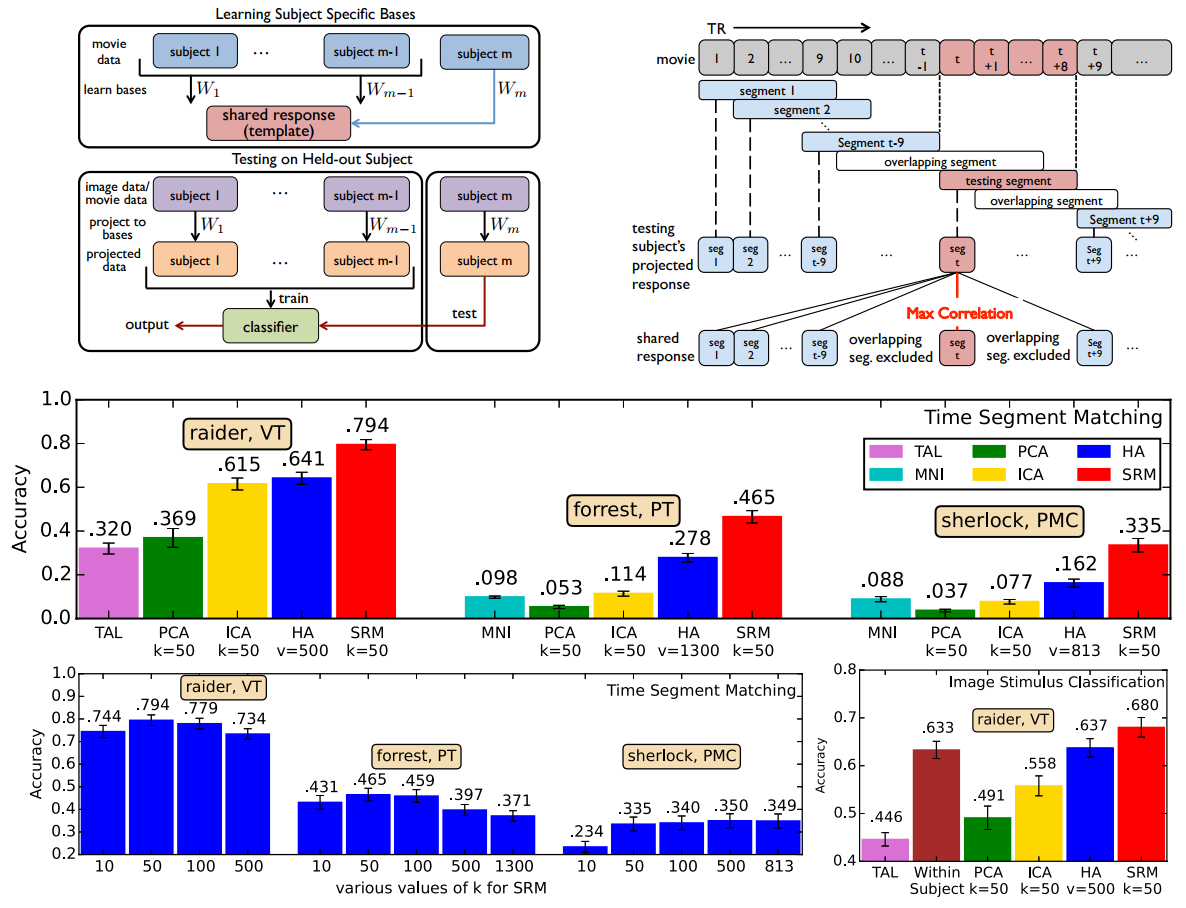 Learning Subject Specific Bases
movie data
subject 1
...
subject m-1
subject m
learn bases
W1
Wm−1
Wm
shared response (template)
Testing on Held-out Subject
image data/ movie data
subject 1
...
subject m-1
subject m
project to bases
W1
Wm−1
Wm
projected data
subject 1
...
subject m-1
subject m
train
test
output
classifier
TR
movie
1 2 ... 9 10 ... t -1 t t +1 ... t +8 t +9 ...
segment 1
segment 2
...
Segment t-9
overlapping segment
testing segment
overlapping segment
Segment t+9
...
testing subject's projected response
seg 1 seg 2 ... seg t-9 ... seg t ... Seg t+9 ...
Max Correlation
shared response
seg 1 seg 2 ... seg t-9 overlapping seg. excluded seg t overlapping seg. excluded Seg t+9 ...
Time Segment Matching
Accuracy
1.0
0.8
0.6
0.4
0.2
0.0
raider, VT
.320 .369 .615 .641 .794
TAL PCA k=50 ICA k=50 HA v=500 SRM k=50
forrest, PT
.098 .053 .114 .278 .465
MNI PCA k=50 ICA k=50 HA v=1300 SRM k=50
sherlock, PMC
.088 .037 .077 .162 .335
MNI PCA k=50 ICA k=50 HA v=813 SRM k=50
TAL PCA HA
MNI ICA SRM
Time Segment Matching
Accuracy
1.0
0.9
0.8
0.7
0.6
0.5
0.4
0.3
0.2
raider, VT
.744 .794 .779 .734
10 50 100 500
forrest, PT
.431 .465 .459 .397 .371
10 50 100 500 1300
sherlock, PMC
.234 .335 .340 .350 .349
10 50 100 500 813
various values of k for SRM
Image Stimulus Classification
Accuracy
0.8
0.7
0.6
0.5
0.4
raider, VT
.446 .633 .491 .558 .637 .680
TAL Within Subject PCA k=50 ICA k=50 HA v=500 SRM k=50